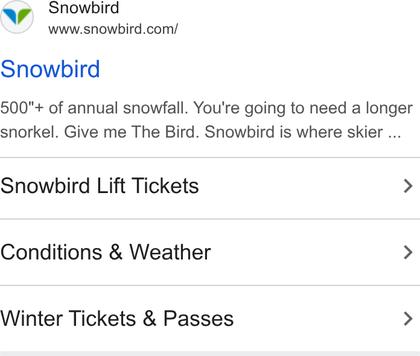 Snowbird
www.snowbird.com/
Snowbird
500"+ of annual snowfall. You're going to need a longer
snorkel. Give me The Bird. Snowbird is where skier ...
Snowbird Lift Tickets
Conditions & Weather
Winter Tickets & Passes